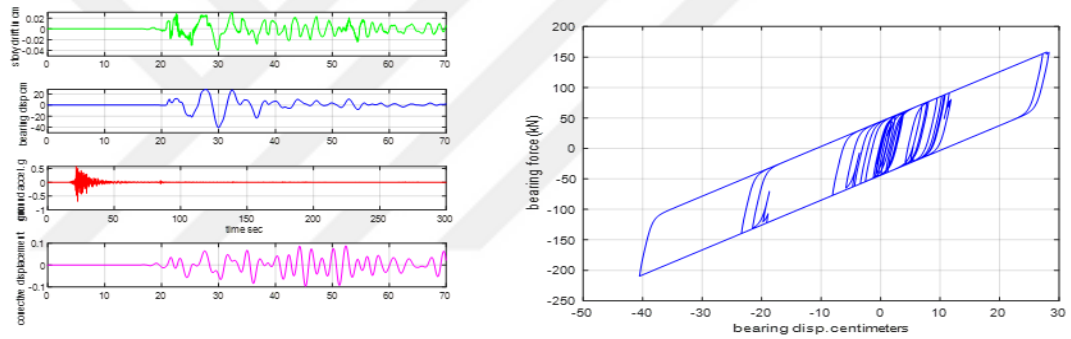 story drift in cm
0.02
0
-0.02
-0.04
0 10 20 30 40 50 60 70
bearing disp cm
20
0
-20
-40
0 10 20 30 40 50 60 70
ground accel. g
0.5
0
-0.5
-1
0 50 100 150 200 250 300
time sec
displacement
0.1
0
-0.1
0 10 20 30 40 50 60 70
bearing force(kN)
200
150
100
50
0
-50
-100
-150
-200
-250
-50 -40 -30 -20 -10 0 10 20 30
bearing disp.centimeters